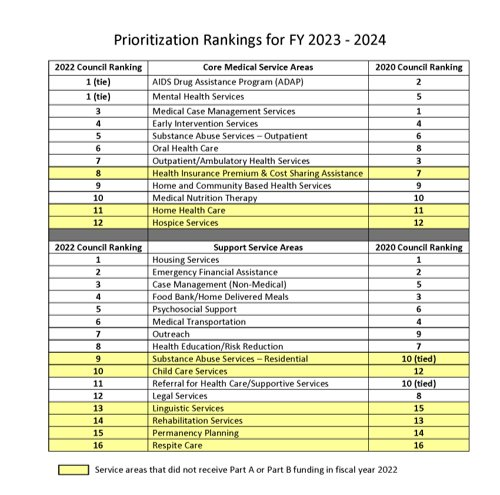 Prioritization Rankings for FY 2023 - 2024
2022 Council Ranking Core Medical Service Areas 2020 Council Ranking
1 (tie) AIDS Drug Assistance Program (ADAP) 2
1 (tie) Mental Health Services 5
3 Medical Case Management Services 1
4 Early Intervention Services 4
5 Substance Abuse Services – Outpatient 6
6 Oral Health Care 8
7 Outpatient/Ambulatory Health Services 3
8 Health Insurance Premium & Cost Sharing Assistance 7
9 Home and Community Based Health Services 9
10 Medical Nutrition Therapy 10
11 Home Health Care 11
12 Hospice Services 12
2022 Council Ranking Support Service Areas 2020 Council Ranking
1 Housing Services 1
2 Emergency Financial Assistance 2
3 Case Management (Non-Medical) 5
4 Food Bank/Home Delivered Meals 3
5 Psychosocial Support 6
6 Medical Transportation 4
7 Outreach 9
8 Health Education/Risk Reduction 7
9 Substance Abuse Services – Residential 10 (tied)
10 Child Care Services 12
11 Referral for Health Care/Supportive Services 10 (tied)
12 Legal Services 8
13 Linguistic Services 15
14 Rehabilitation Services 13
15 Permanency Planning 14
16 Respite Care 16
Service areas that did not receive Part A or Part B funding in fiscal year 2022